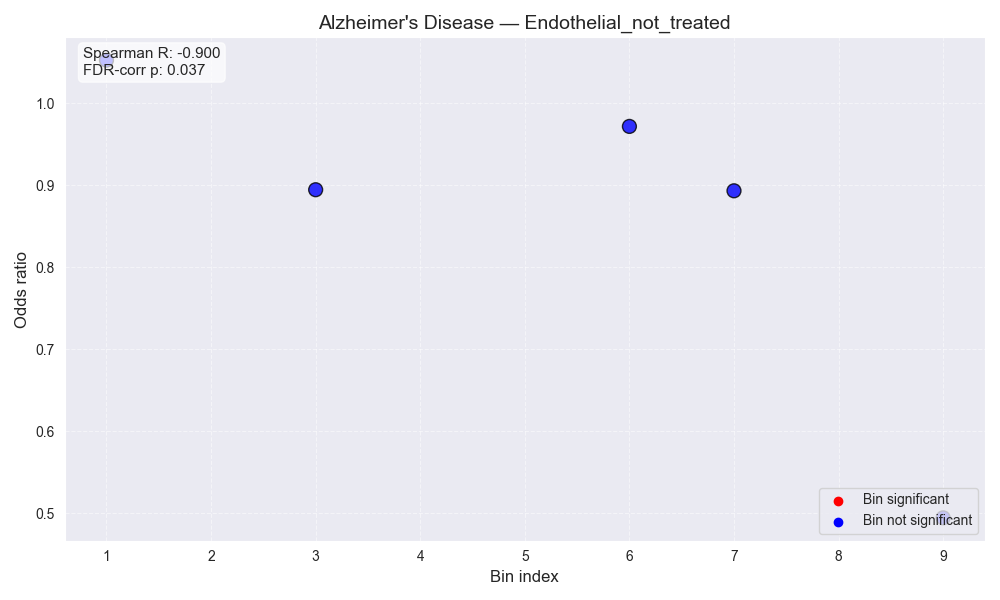 Alzheimer's Disease — Endothelial_not_treated
Spearman R: -0.900
FDR-corr p: 0.037
Odds ratio
1.0
0.9
0.8
0.7
0.6
0.5
Bin significant
Bin not significant
1 2 3 4 5 6 7 8 9
Bin index